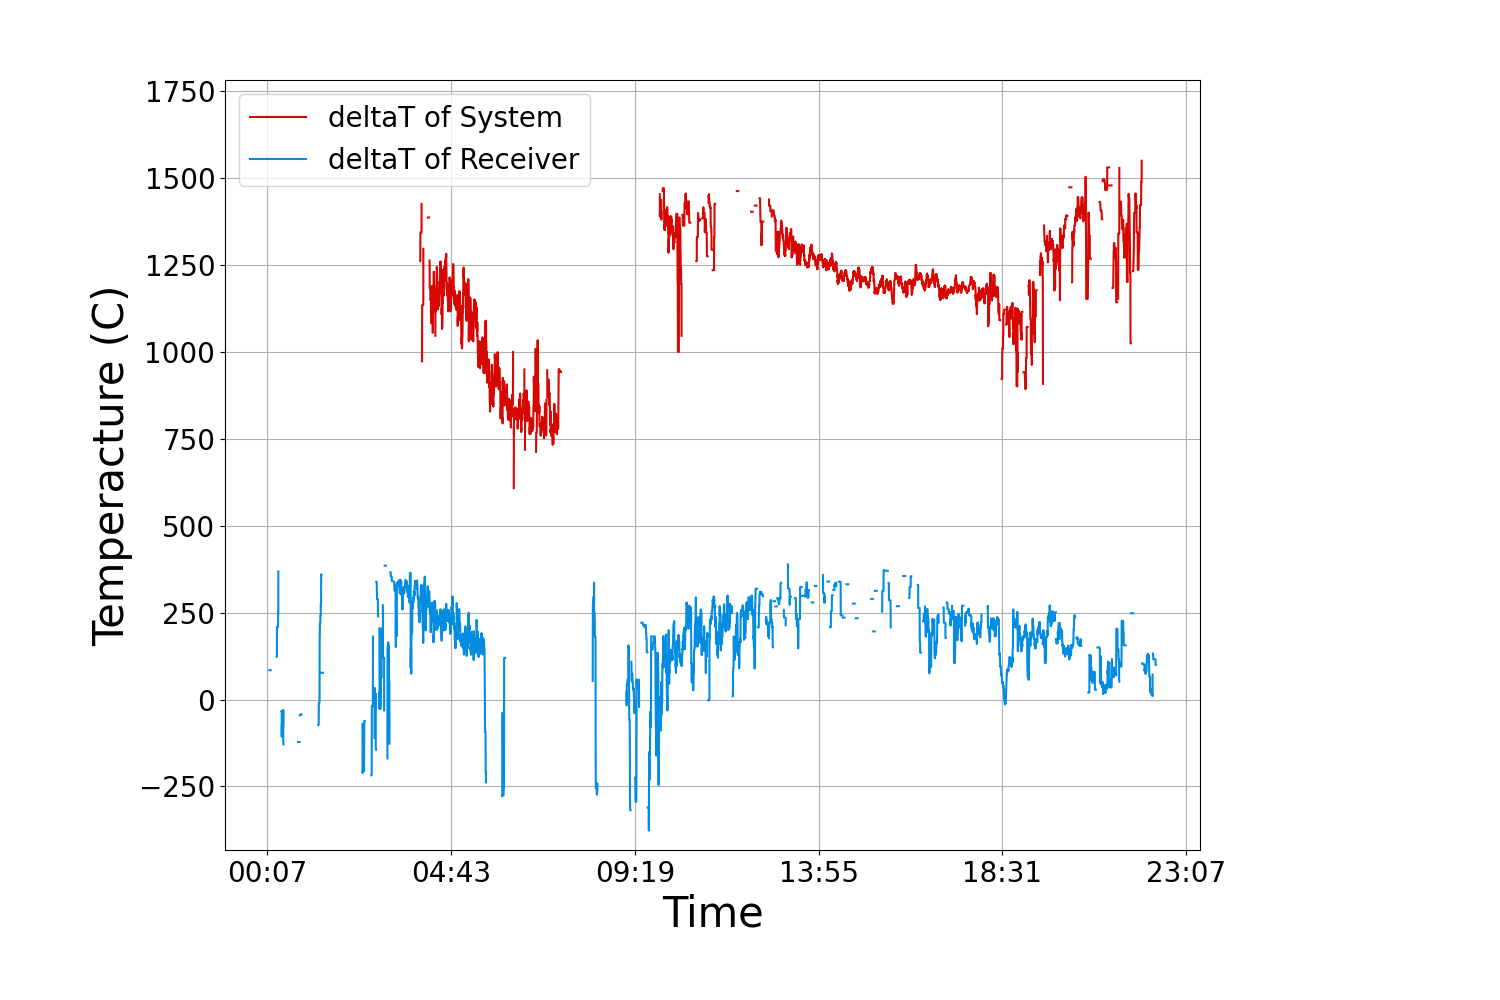 1750
1500
1250
1000
750
500
250
0
−250
Temperacture (C)
deltaT of System
deltaT of Receiver
00:07 04:43 09:19 13:55 18:31 23:07
Time